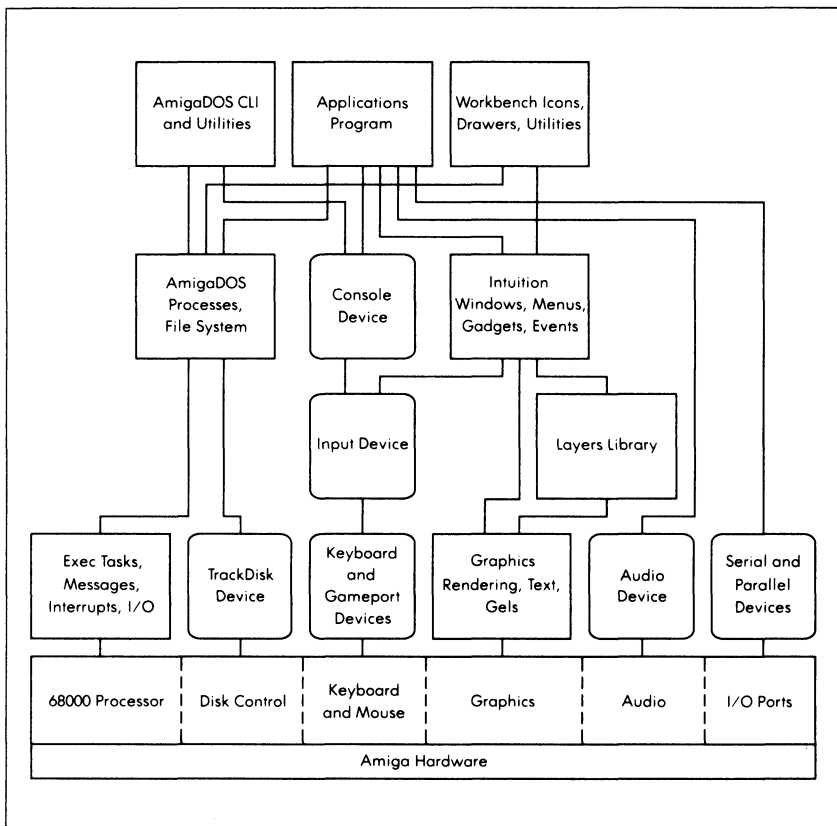 AmigaDOS CLI
and Utilities
Applications
Program
Workbench Icons,
Drawers, Utilities
AmigaDOS
Processes,
File System
Console
Device
Intuition
Windows, Menus,
Gadgets, Events
Input Device
Layers Library
Exec Tasks,
Messages,
Interrupts, I/O
TrackDisk
Device
Keyboard
and
Gameport
Devices
Graphics
Rendering, Text,
Gels
Audio
Device
Serial and
Parallel
Devices
68000 Processor
Disk Control
Keyboard
and Mouse
Graphics
Audio
I/O Ports
Amiga Hardware